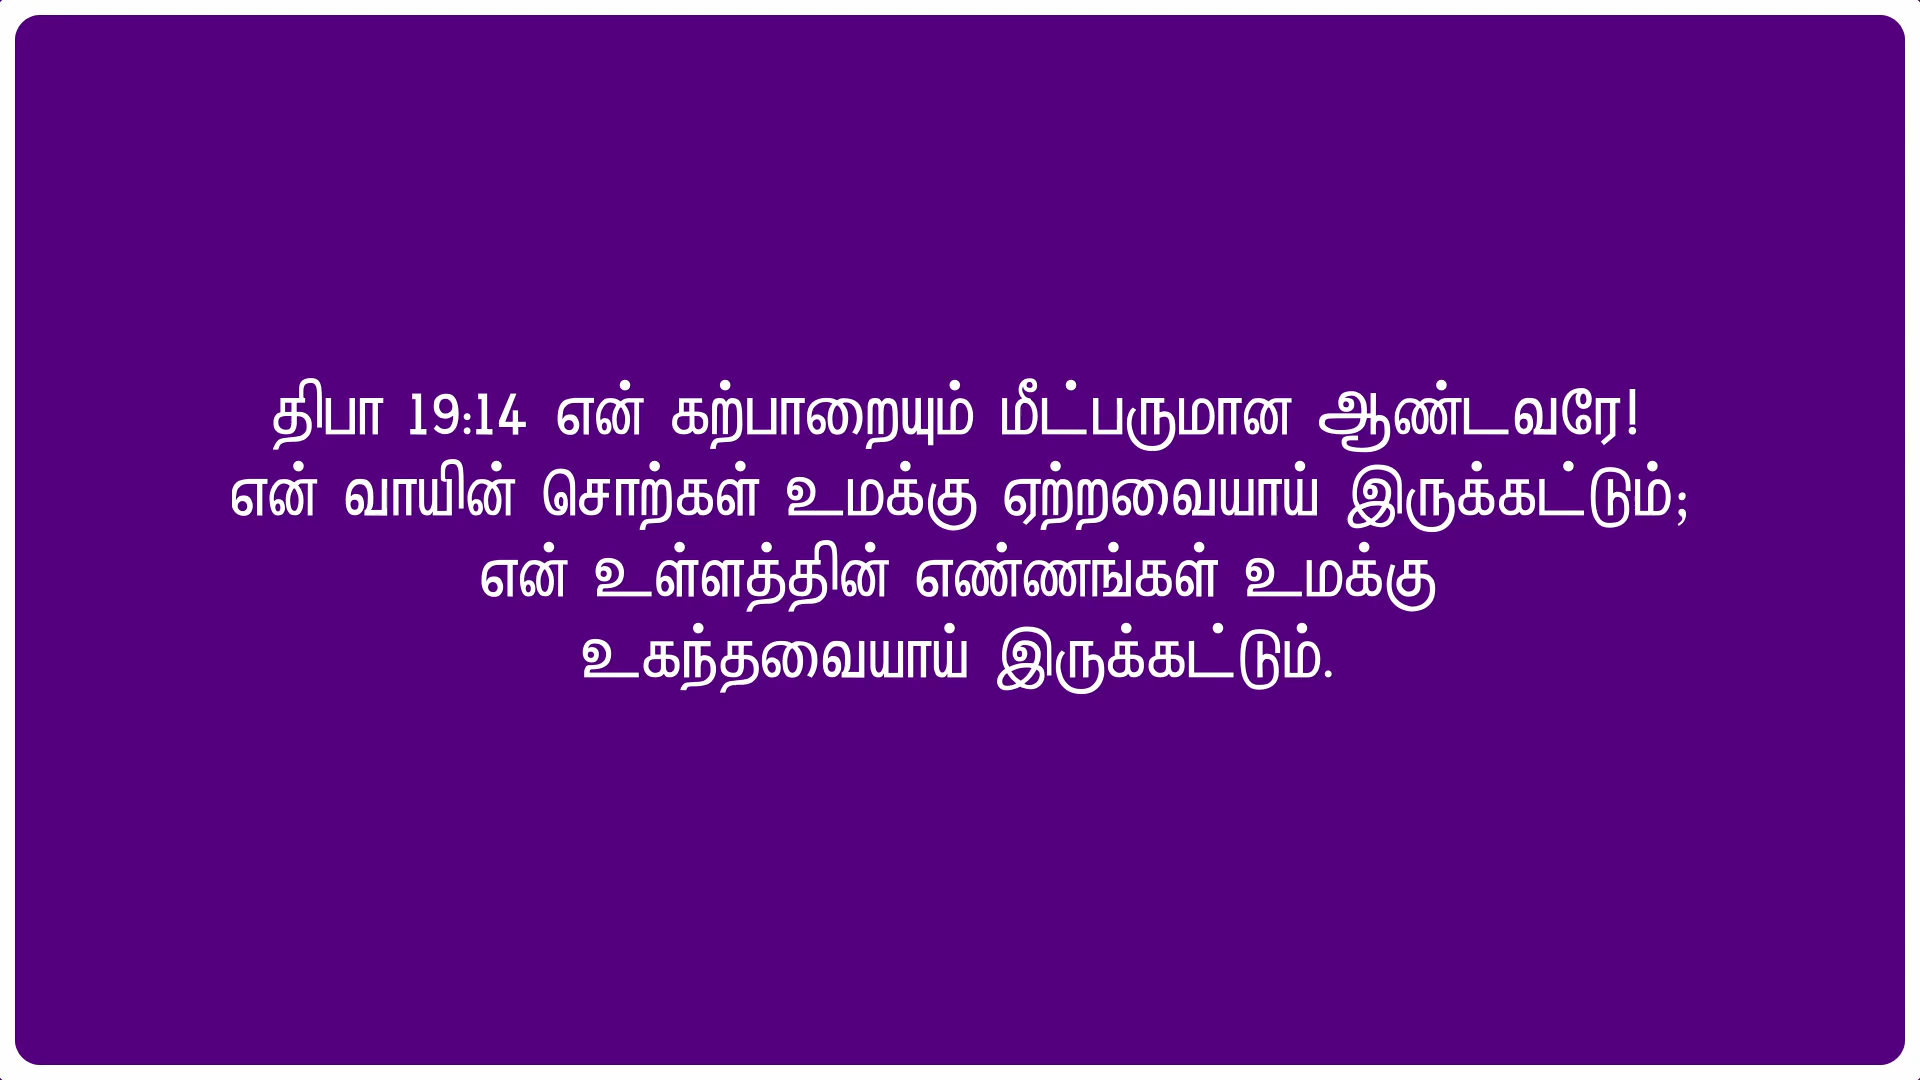 திபா 19:14 என் கற்பாறையும் மீட்பருமான ஆண்டவரே!
என் வாயின் சொற்கள் உமக்கு ஏற்றவையாய் இருக்கட்டும்;
என் உள்ளத்தின் எண்ணங்கள் உமக்கு
உகந்தவையாய் இருக்கட்டும்.